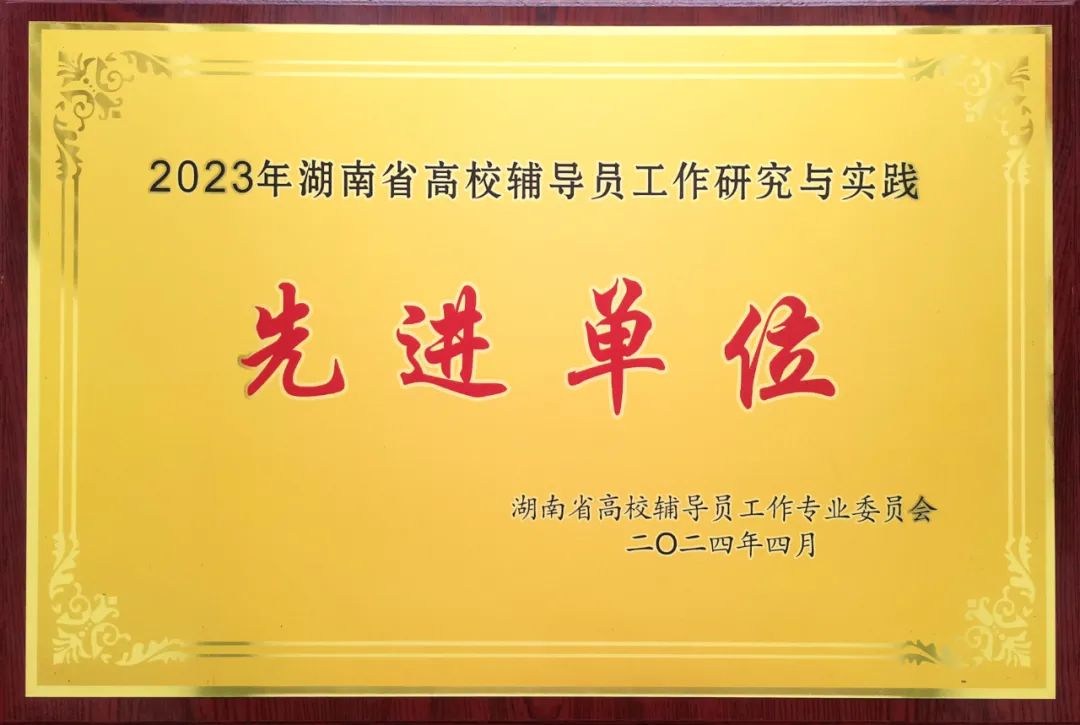 2023年湖南省高校辅导员工作研究与实践
先进单位
湖南省高校辅导员工作专业委员会
二〇二四年四月